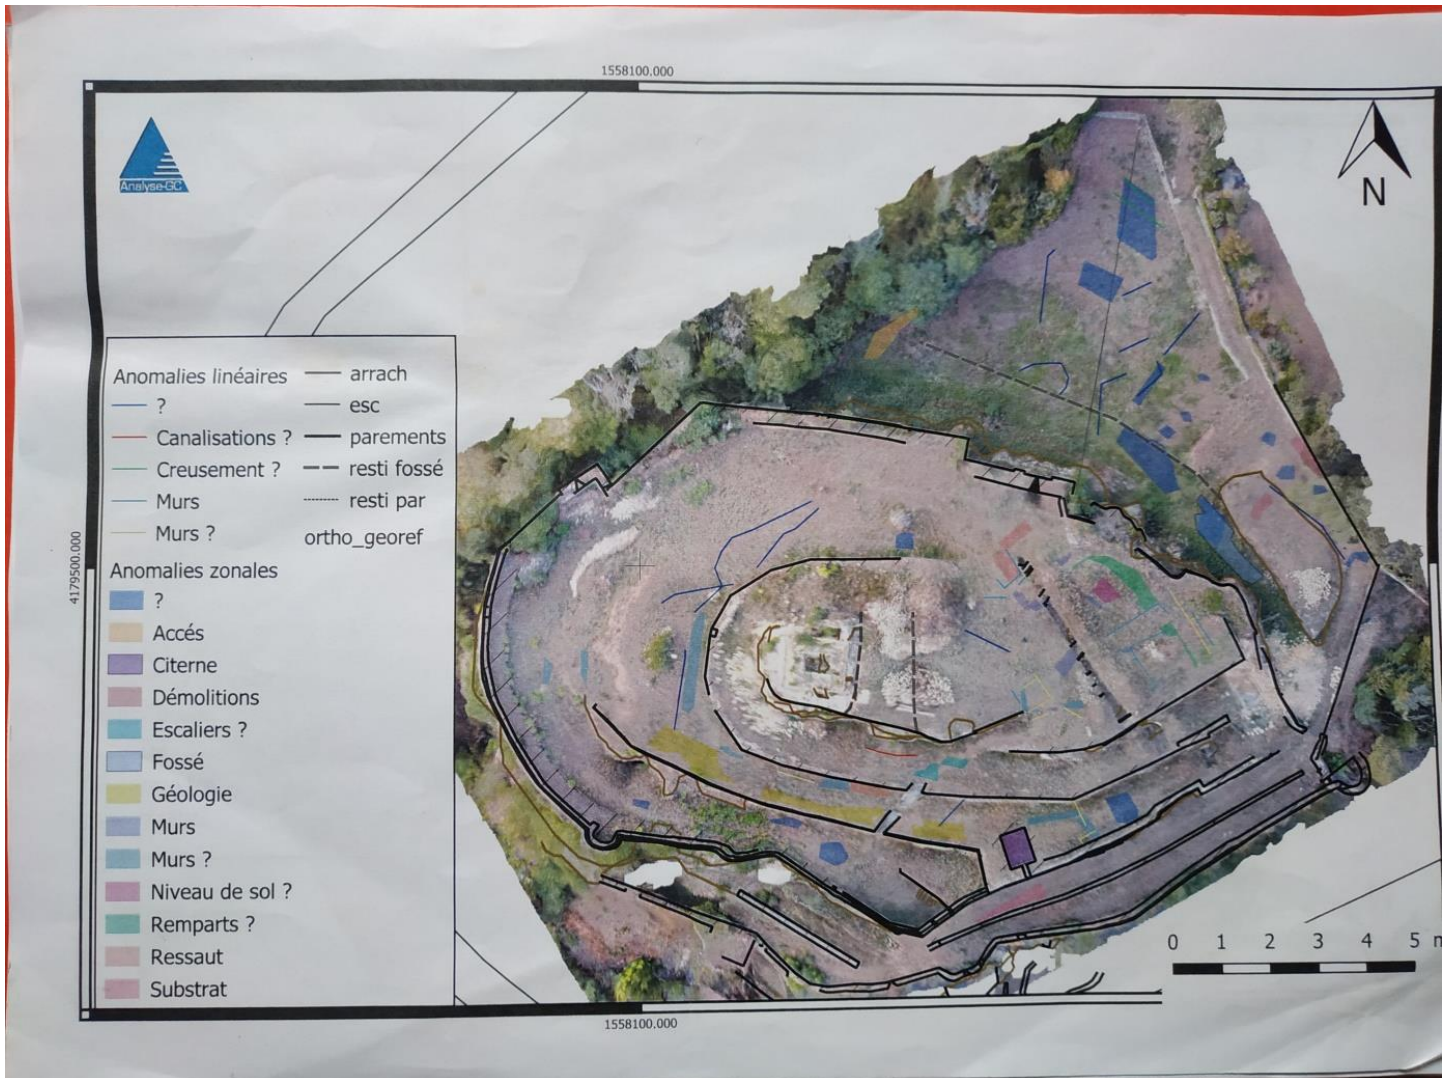 1558100.000
Analyse-GC
N
Anomalies linéaires
?
Canalisations ?
Creusement ?
Murs
Murs ?
arrach
esc
parements
resti fossé
resti par
ortho_georef
Anomalies zonales
?
Accés
Citerne
Démolitions
Escaliers ?
Fossé
Géologie
Murs
Murs ?
Niveau de sol ?
Remparts ?
Ressaut
Substrat
4179500.000
0 1 2 3 4 5 m
1558100.000